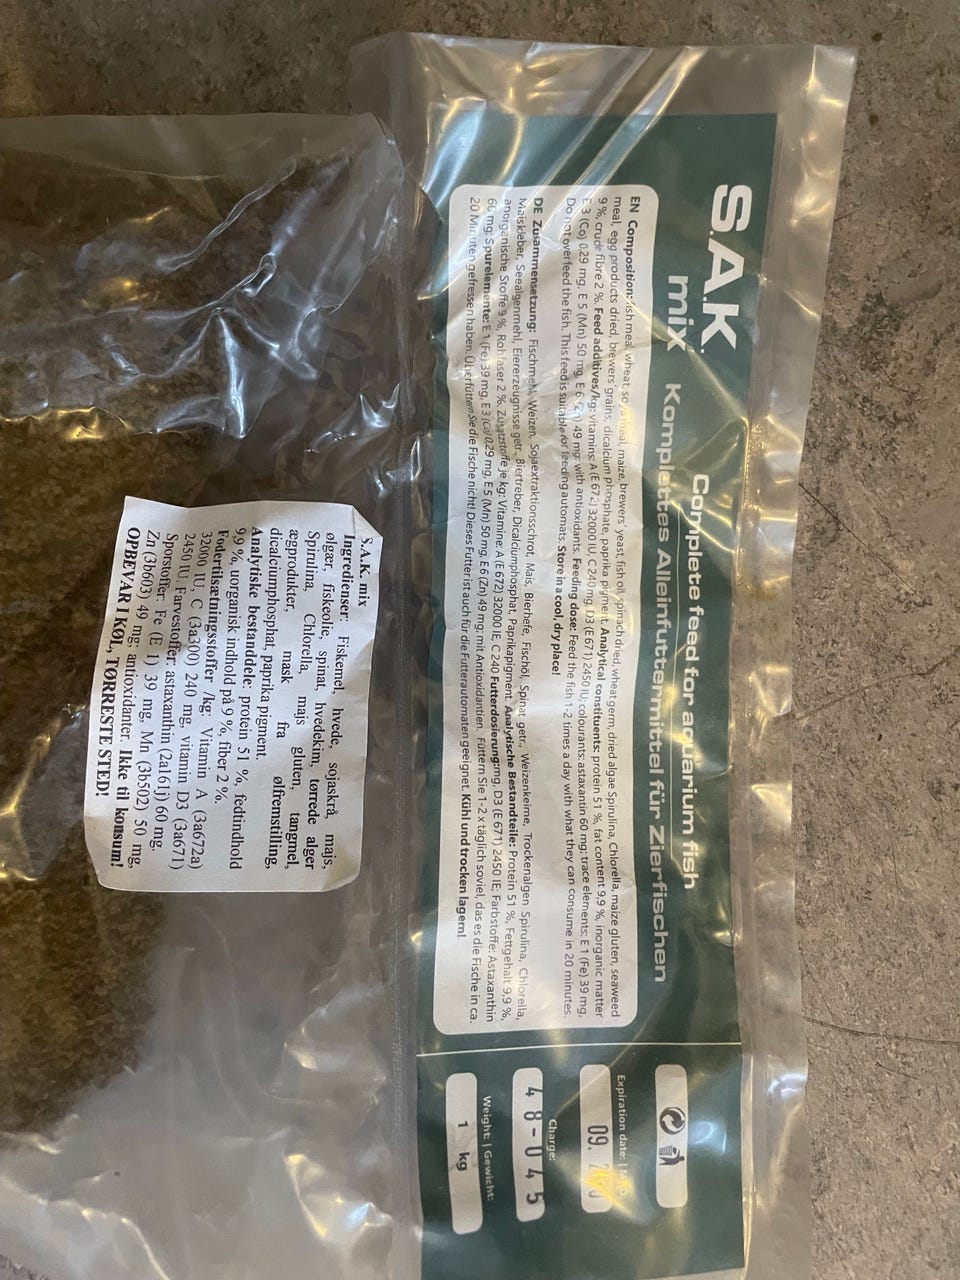 S.A.K.
mix
Complete feed for aquarium fish
Komplettes Alleinfuttermittel für Zierfischen
EN Composition: fish meal, wheat, soya meal, maize, brewers' yeast, fish oil, spinach dried, wheat germ, dried algae Spirulina, Chlorella, maize gluten, seaweed
meal, egg products dried, brewers grains, dicalcium phosphate, paprika pigment. Analytical constituents: protein 51 %, fat content 9,9 %, inorganic matter
9 %, crude fibre 2 %. Feed additives/kg: vitamins: A (E 672) 32000 IU, C 240 mg, D3 (E 671) 2450 IU; colourants: astaxantin 60 mg; trace elements: E 1 (Fe) 39 mg,
E 3 (Co) 0,29 mg, E 5 (Mn) 50 mg, E 6 (Zn) 49 mg; with antioxidants. Feeding dose: Feed the fish 1-2 times a day with what they can consume in 20 minutes.
Do not overfeed the fish. This feed is suitable for feeding automats. Store in a cool, dry place!
DE Zusammensetzung: Fischmehl, Weizen, Sojaextraktionsschrot, Mais, Bierhefe, Fischöl, Spinat getr., Weizenkeime, Trockenalgen Spirulina, Chlorella,
Maiskleber, Seealgenmehl, Eiererzeugnisse getr., Biertreber, Dicalciumphosphat, Paprikapigment. Analytische Bestandteile: Protein 51 %, Fettgehalt 9,9 %,
anorganische Stoffe 9 %, Rohfaser 2 %. Zusatzstoffe je kg: Vitamine: A (E 672) 32000 IE, C 240 Futterdosierung:mg, D3 (E 671) 2450 IE; Farbstoffe: Astaxanthin
60 mg; Spurelemente: E 1 (Fe) 39 mg, E 3 (Co) 0,29 mg, E 5 (Mn) 50 mg, E 6 (Zn) 49 mg; mit Antioxidantien. Füttern Sie 1-2 x täglich soviel, das es die Fische in ca.
20 Minuten gefressen haben. Überfüttern Sie die Fische nicht! Dieses Futter ist auch für die Futterautomaten geeignet. Kühl und trocken lagern!
Expiration date: |
09.
Charge:
48-045
Weight: | Gewicht:
1 kg
S.A.K. mix
Ingredienser: Fiskemel, hvede, sojaskrå, majs,
ølgær, fiskeolie, spinat, hvedekim, tørrede alger
Spirulina, Chlorella, majs gluten, tangmel,
ægprodukter, mask fra ølfremstilling,
dicalciumphosphat, paprika pigment.
Analytiske bestanddele: protein 51 %, fedtindhold
9,9 %, uorganisk indhold på 9 %, fiber 2 %.
Fodertilsætningsstoffer /kg: Vitamin A (3a672a)
32000 IU, C (3a300) 240 mg, vitamin D3 (3a671)
2450 IU, Farvestoffer: astaxanthin (2a161j) 60 mg.
Sporstoffer: Fe (E 1) 39 mg, Mn (3b502) 50 mg,
Zn (3b603) 49 mg; antioxidanter. Ikke til konsum!
OPBEVAR I KØL, TØRRESTE STED!